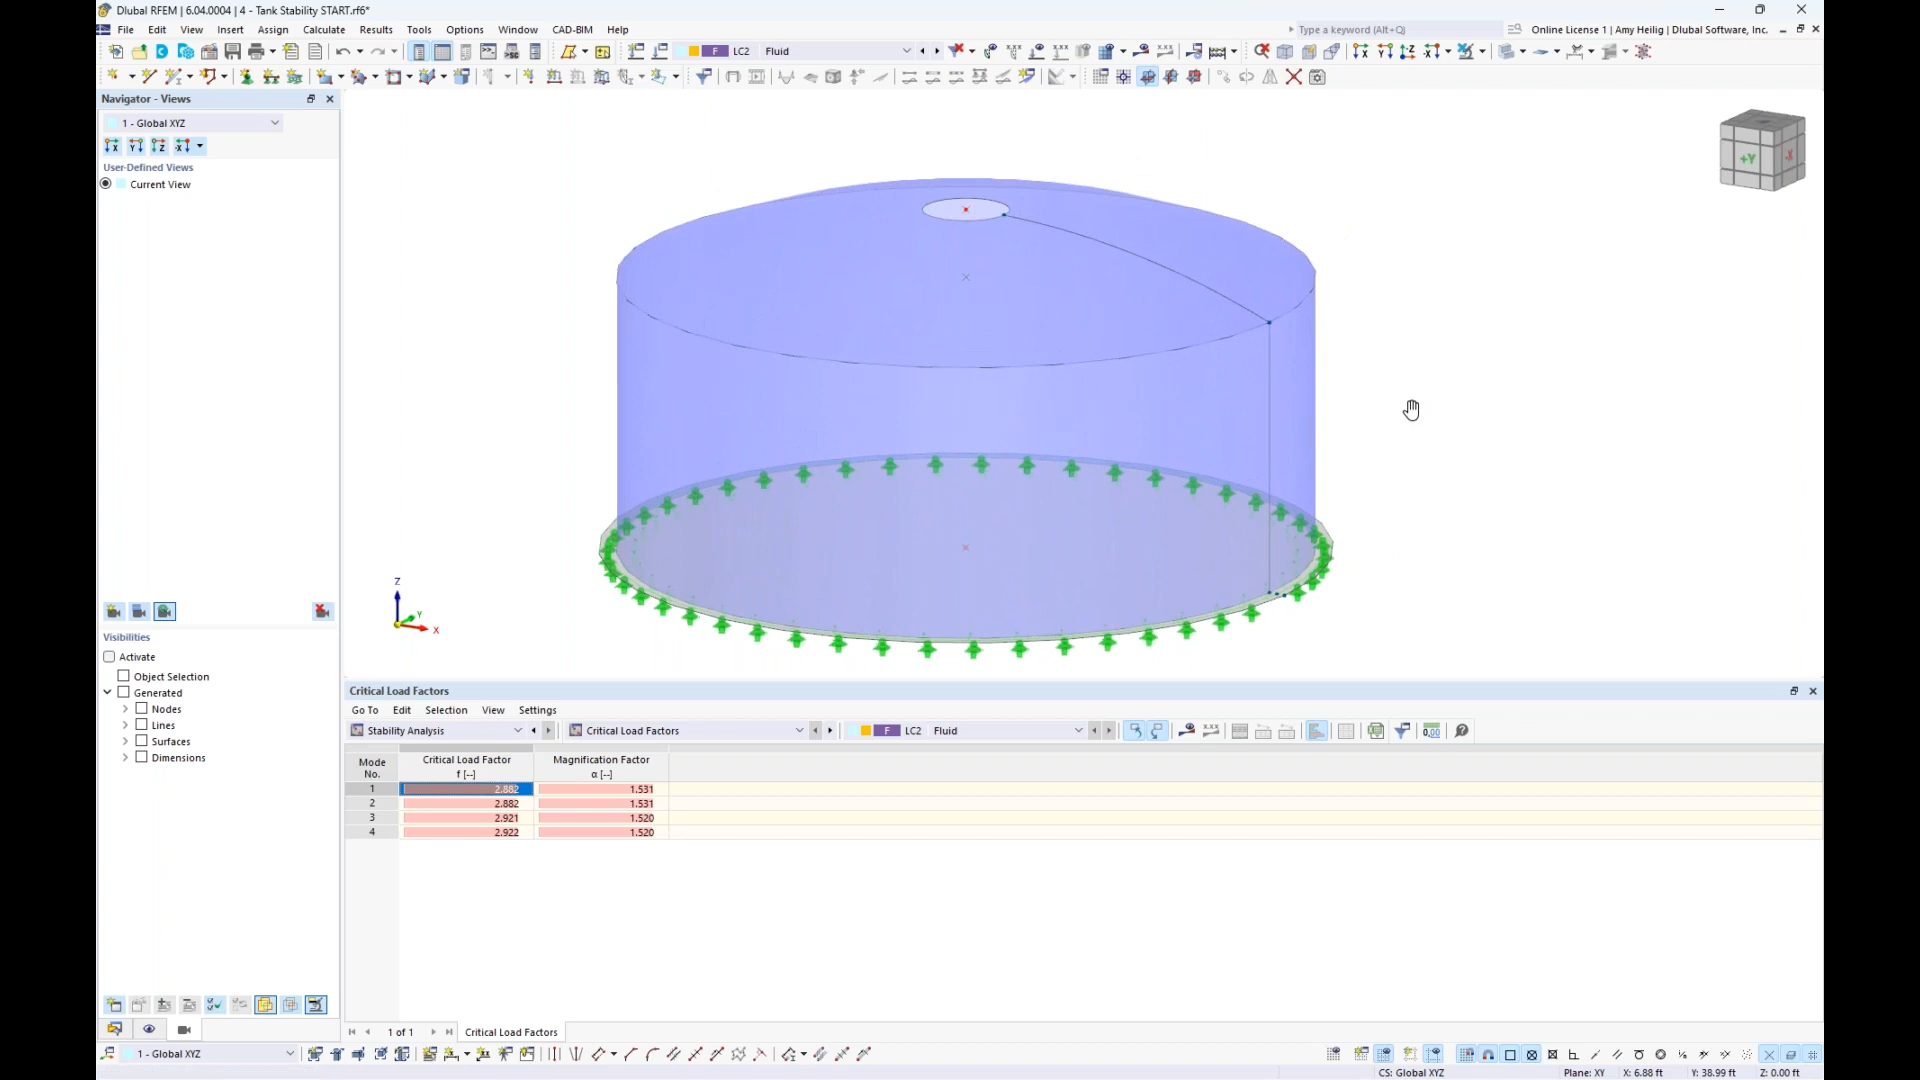 Dlubal RFEM | 6.04.0004 | 4 - Tank Stability START.rf6*
File Edit View Insert Assign Calculate Results Tools Options Window CAD-BIM Help
Type a keyword (Alt+Q)
Online License 1 | Amy Heilig | Dlubal Software, Inc.
F LC2 Fluid
Navigator - Views
1 - Global XYZ
X Y Z X
User-Defined Views
Current View
+Y -X
Z
Y
X
Visibilities
Activate
Object Selection
Generated
Nodes
Lines
Surfaces
Dimensions
Critical Load Factors
Go To Edit Selection View Settings
Stability Analysis
Critical Load Factors
F LC2 Fluid
0,00
Mode No. Critical Load Factor f [--] Magnification Factor α [--]
1 2.882 1.531
2 2.882 1.531
3 2.921 1.520
4 2.922 1.520
1 of 1
Critical Load Factors
1 - Global XYZ
CS: Global XYZ
Plane: XY
X: 6.88 ft
Y: 38.99 ft
Z: 0.00 ft